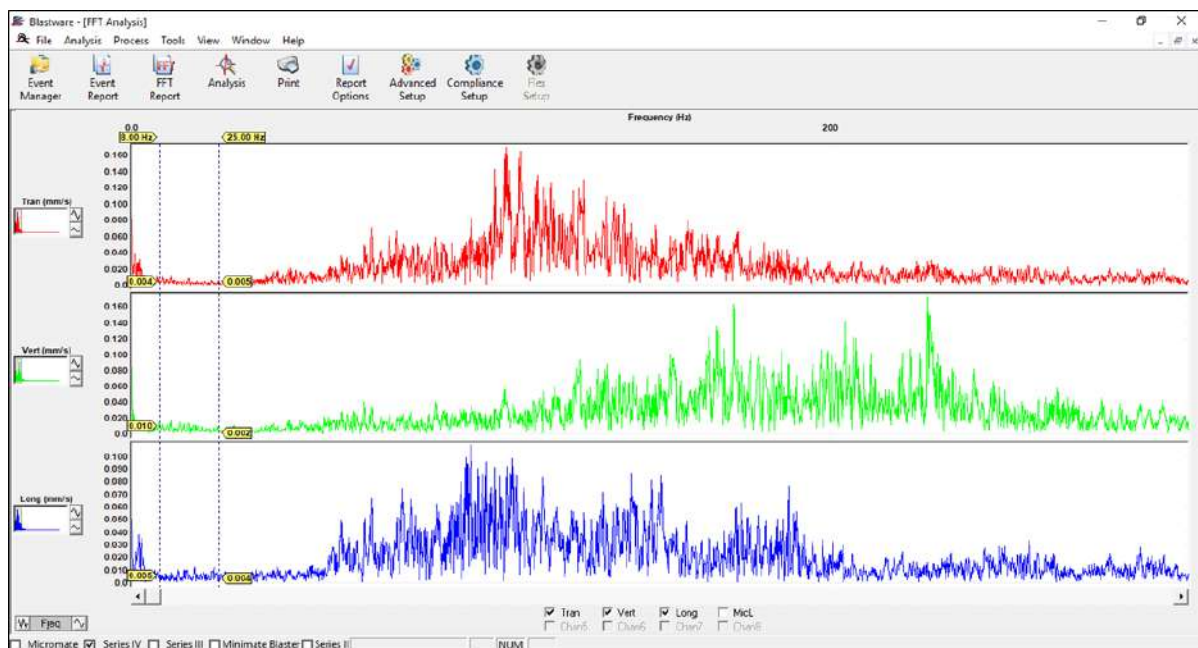 Blastware - [FFT Analysis]
File Analysis Process Tools View Window Help
Event Manager
Event Report
FFT Report
Analysis
Print
Report Options
Advanced Setup
Compliance Setup
Flex Setup
Frequency (Hz)
0.0 200
8.00 Hz 25.00 Hz
Tran (mm/s)
0.160
0.140
0.120
0.100
0.080
0.060
0.040
0.020
0.0
0.004 0.005
Vert (mm/s)
0.160
0.140
0.120
0.100
0.080
0.060
0.040
0.020
0.0
0.010 0.002
Long (mm/s)
0.100
0.090
0.080
0.070
0.060
0.050
0.040
0.030
0.020
0.010
0.0
0.004
Tran Vert Long MicL
Chan5 Chan6 Chan7 Chan8
Freq
Micromate Series IV Series III Minimate Blaster Series II NUM